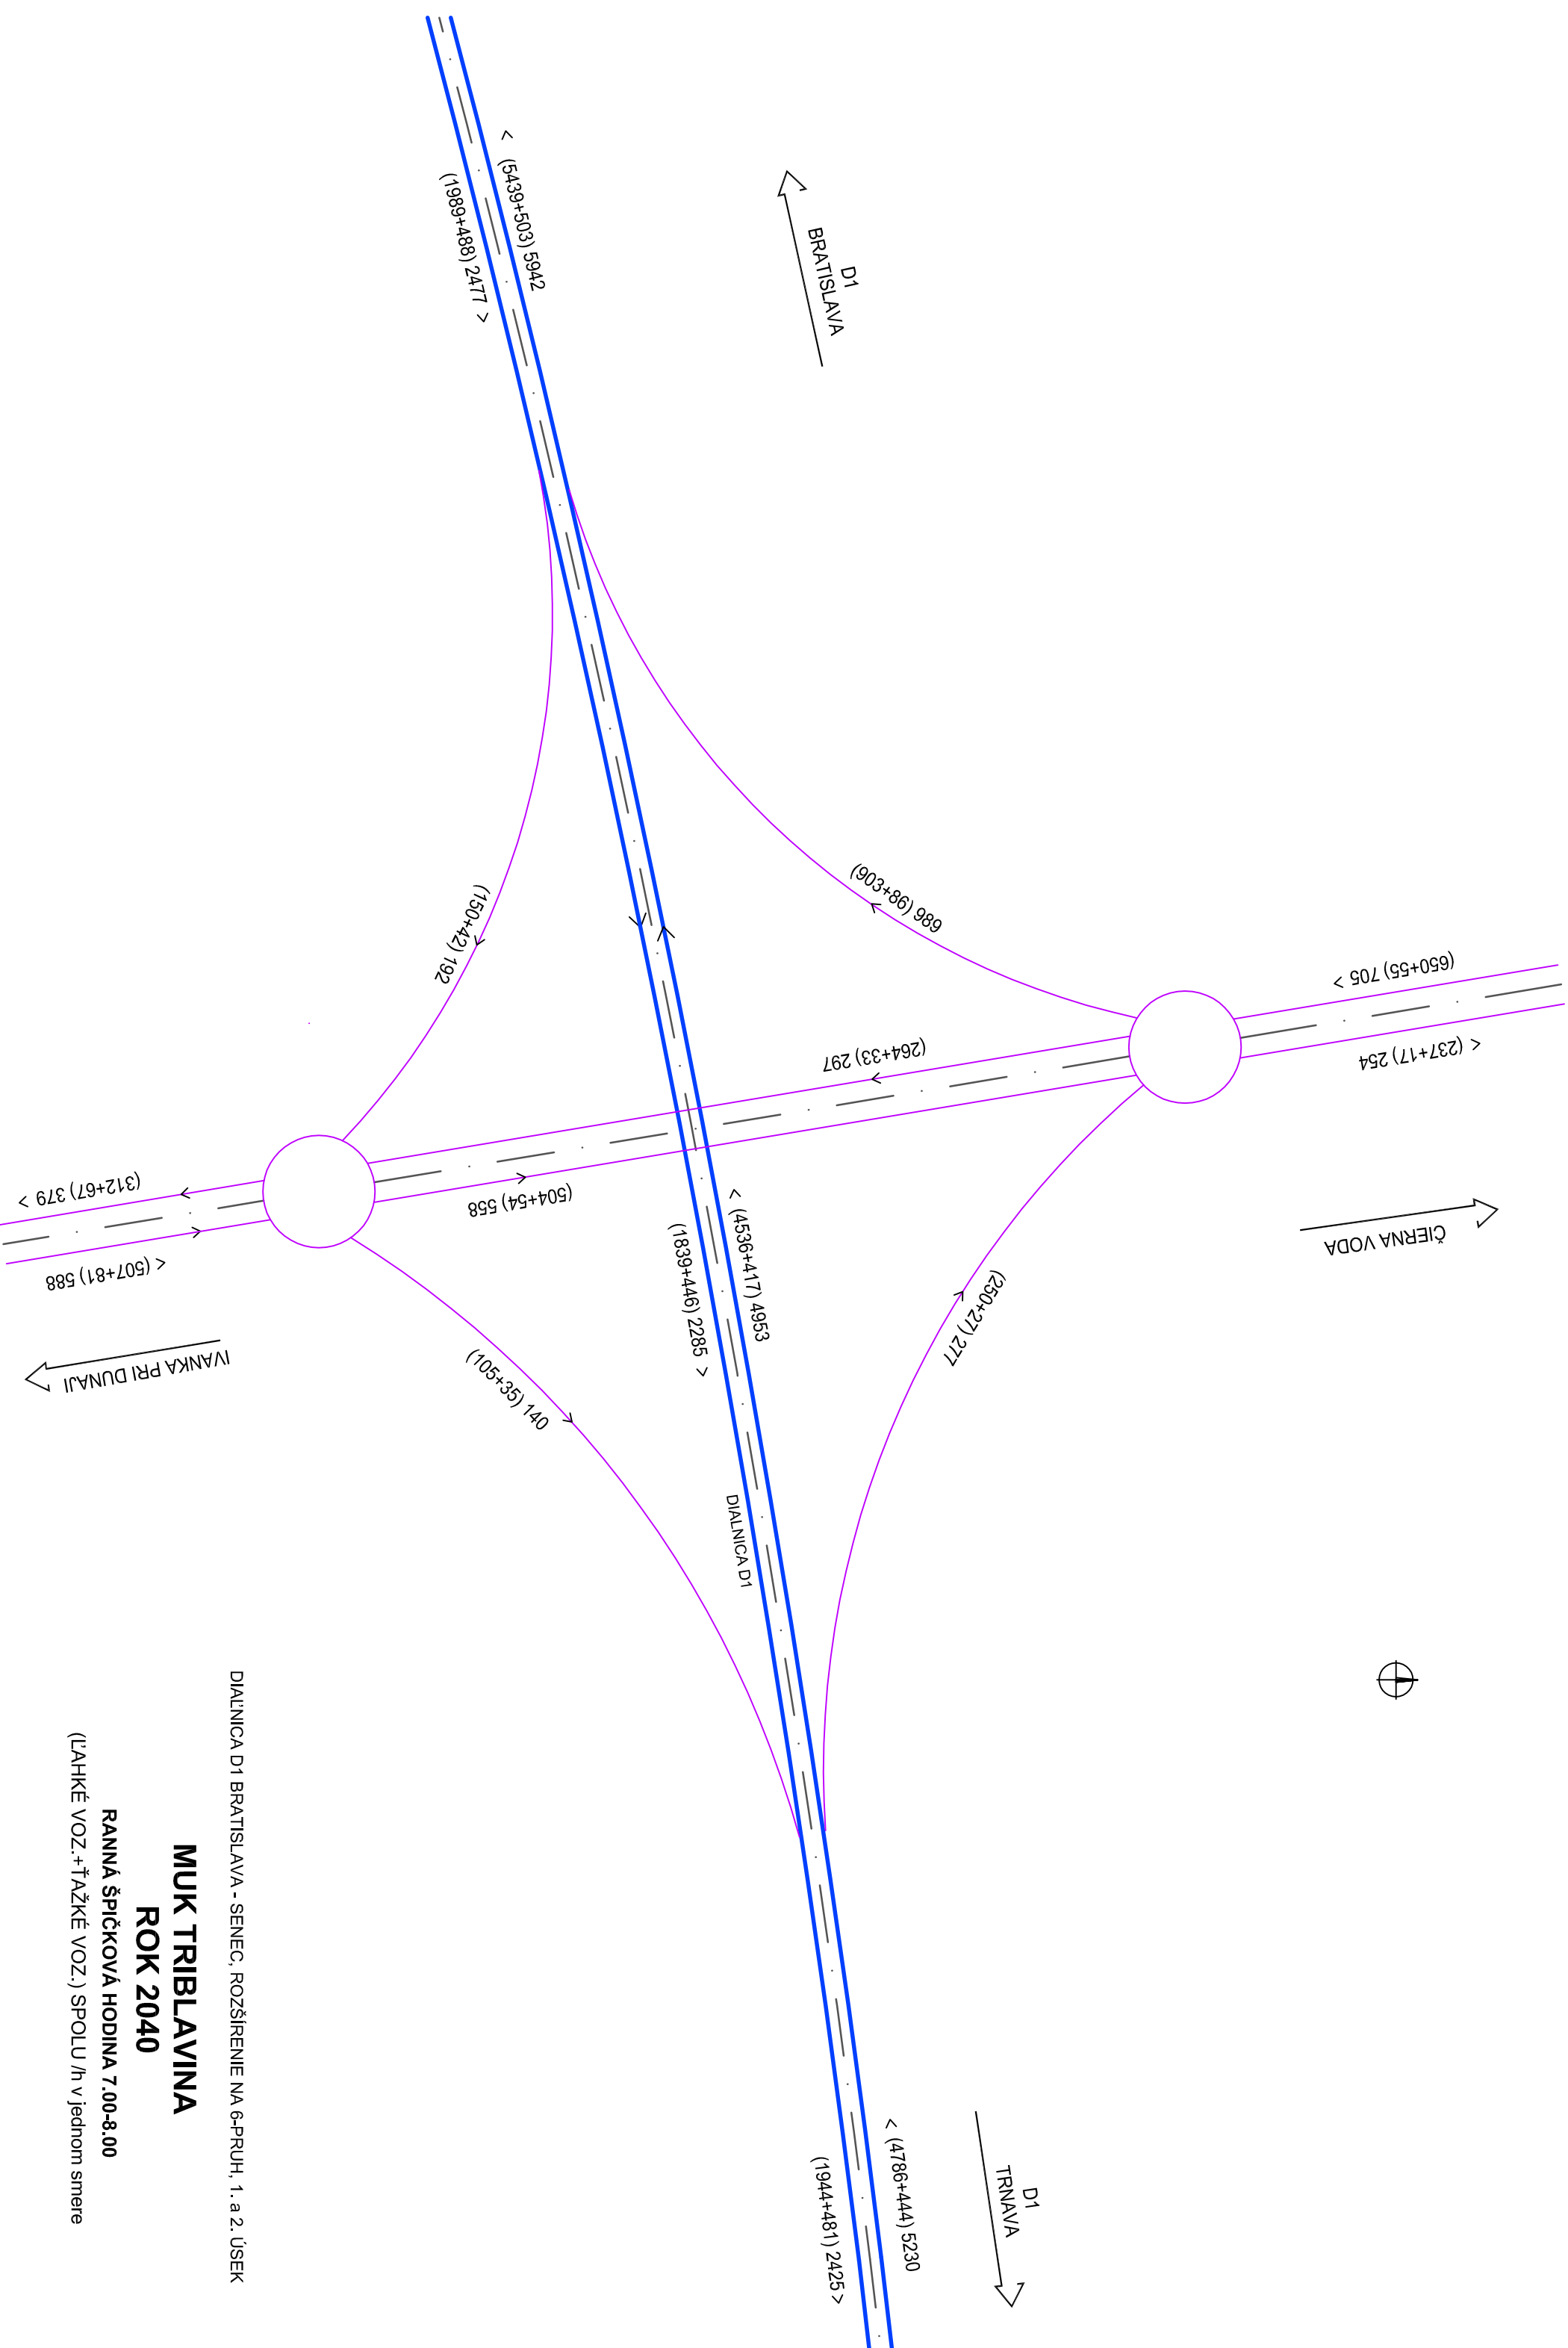 D1
BRATISLAVA
< (5439+503) 5942
(1989+488) 2477 >
(903+86) 989
(150+42) 192
(650+55) 705 >
< (237+17) 254
(264+33) 297
(504+54) 558
(312+67) 379 >
< (507+81) 588
IVANKA PRI DUNAJI
ČIERNA VODA
< (4536+417) 4953
(1839+446) 2285 >
(250+27) 277
(105+35) 140
DIALNICA D1
D1
TRNAVA
< (4786+444) 5230
(1944+481) 2425 >
DIAĽNICA D1 BRATISLAVA - SENEC, ROZŠÍRENIE NA 6-PRUH, 1. a 2. ÚSEK
MUK TRIBLAVINA
ROK 2040
RANNÁ ŠPIČKOVÁ HODINA 7.00-8.00
(ĽAHKÉ VOZ.+ŤAŽKÉ VOZ.) SPOLU /h v jednom smere